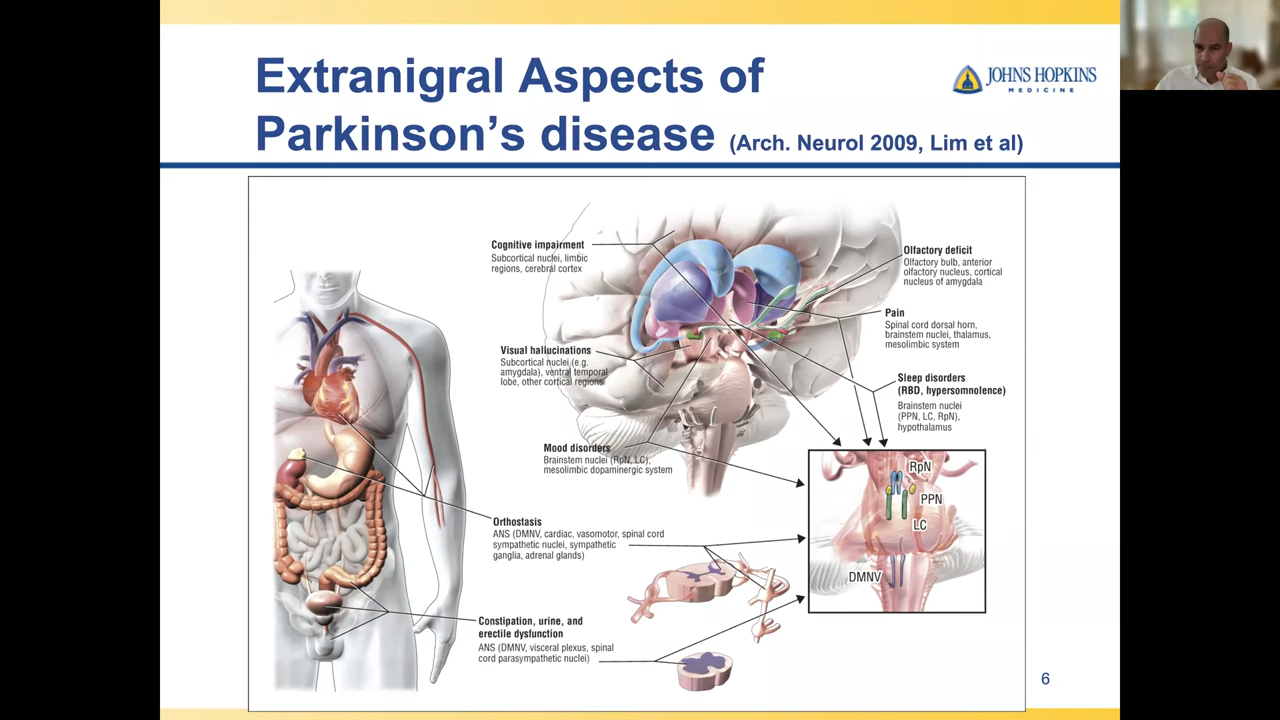 Extranigral Aspects of
Parkinson’s disease (Arch. Neurol 2009, Lim et al)
JOHNS HOPKINS
MEDICINE
Cognitive impairment
Subcortical nuclei, limbic
regions, cerebral cortex
Olfactory deficit
Olfactory bulb, anterior
olfactory nucleus, cortical
nucleus of amygdala
Pain
Spinal cord dorsal horn,
brainstem nuclei, thalamus,
mesolimbic system
Visual hallucinations
Subcortical nuclei (e.g.
amygdala), ventral temporal
lobe, other cortical regions
Sleep disorders
(RBD, hypersomnolence)
Brainstem nuclei
(PPN, LC, RpN),
hypothalamus
Mood disorders
Brainstem nuclei (RpN, LC),
mesolimbic dopaminergic system
RpN
PPN
LC
DMNV
Orthostasis
ANS (DMNV, cardiac, vasomotor, spinal cord
sympathetic nuclei, sympathetic
ganglia, adrenal glands)
Constipation, urine, and
erectile dysfunction
ANS (DMNV, visceral plexus, spinal
cord parasympathetic nuclei)
6